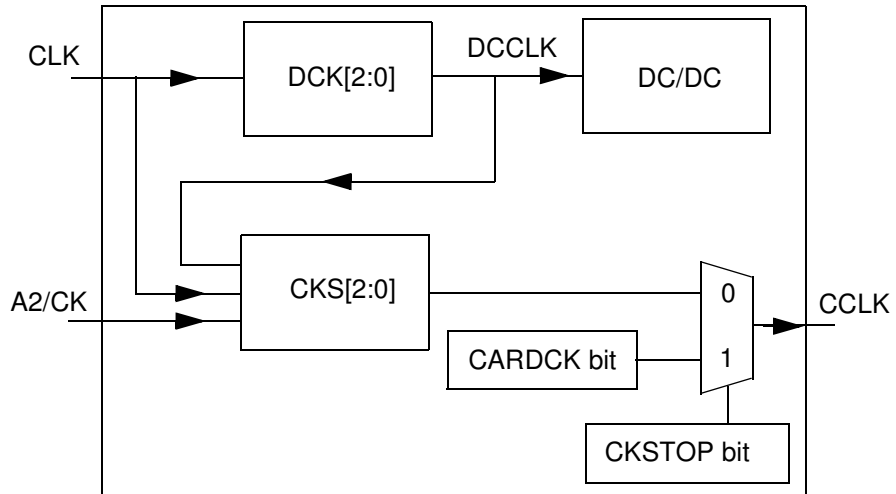 CLK
DCK[2:0]
DCCLK
DC/DC
A2/CK
CKS[2:0]
0
CCLK
CARDCK bit
1
CKSTOP bit